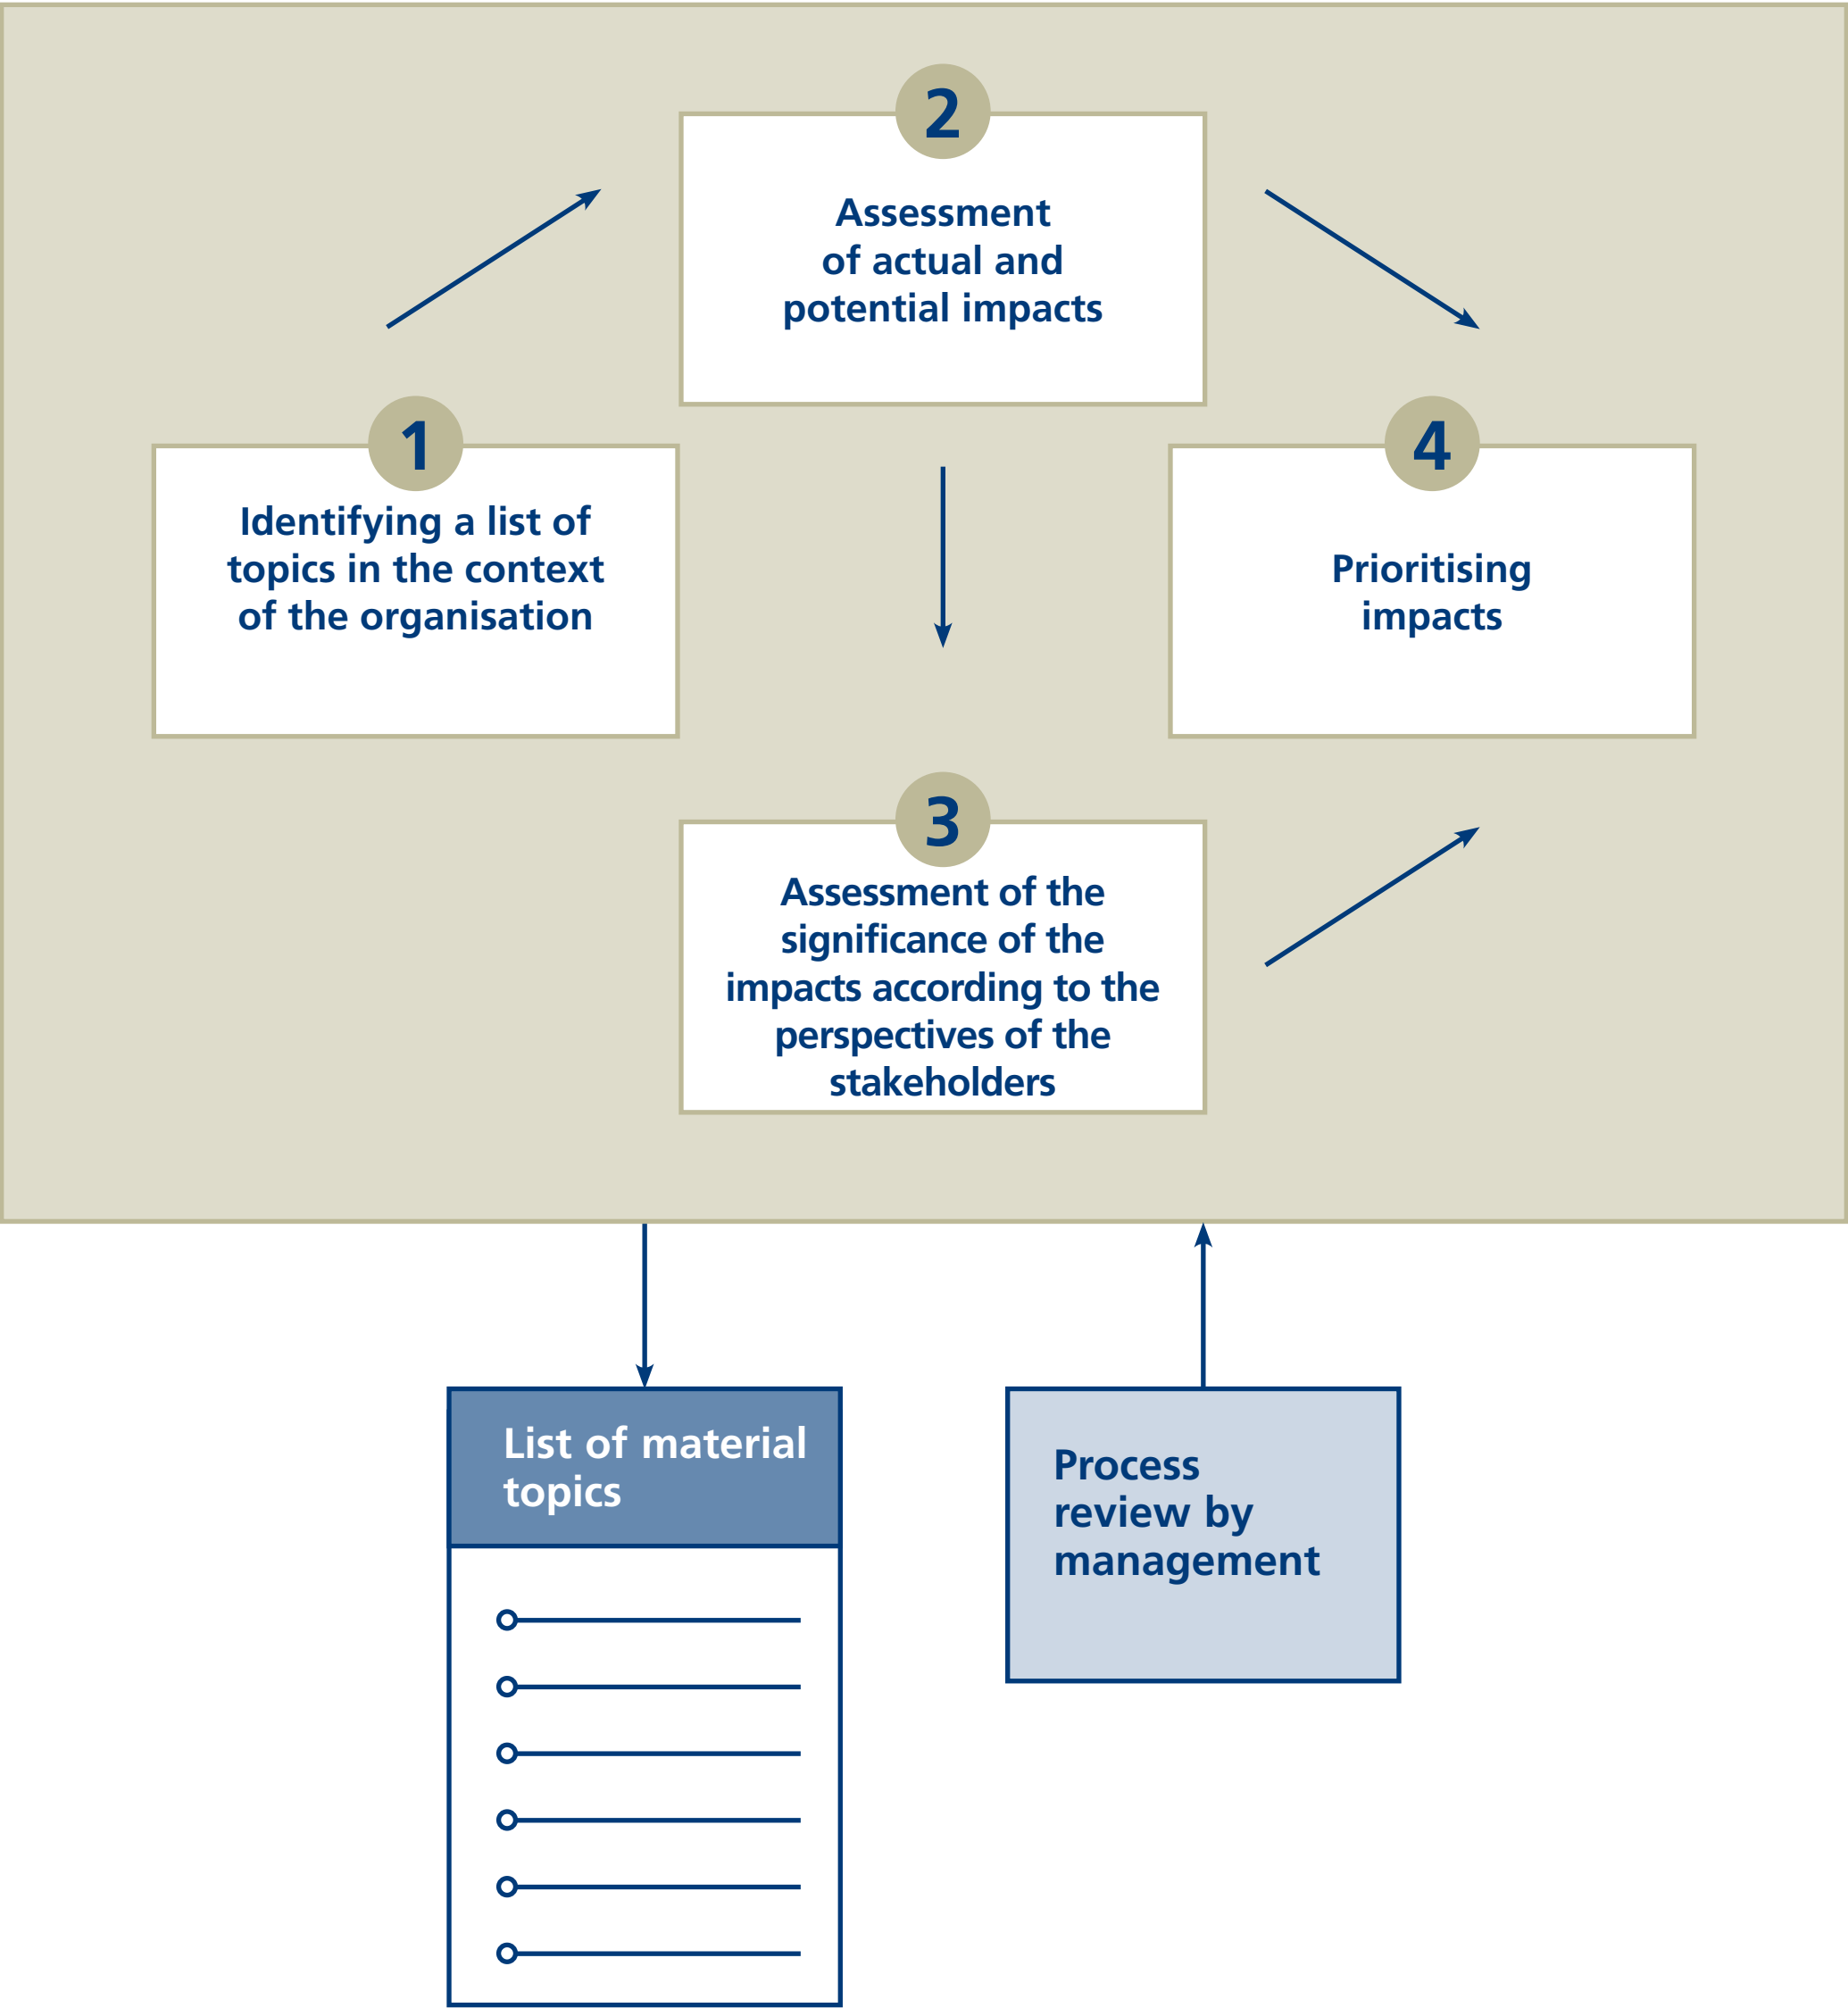 1
Identifying a list of
topics in the context
of the organisation
2
Assessment
of actual and
potential impacts
3
Assessment of the
significance of the
impacts according to the
perspectives of the
stakeholders
4
Prioritising
impacts
List of material
topics
Process
review by
management